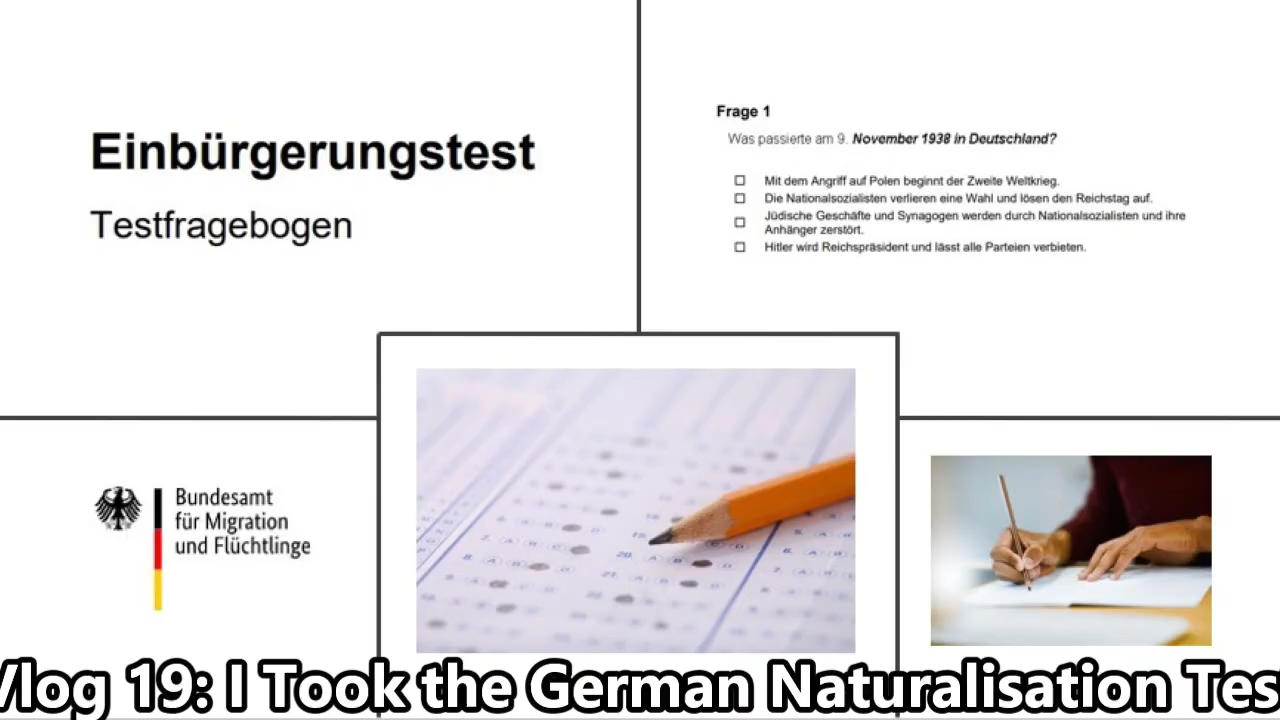 Einbürgerungstest
Testfragebogen
Frage 1
Was passierte am 9. November 1938 in Deutschland?
☐ Mit dem Angriff auf Polen beginnt der Zweite Weltkrieg.
☐ Die Nationalsozialisten verlieren eine Wahl und lösen den Reichstag auf.
☐ Jüdische Geschäfte und Synagogen werden durch Nationalsozialisten und ihre
Anhänger zerstört.
☐ Hitler wird Reichspräsident und lässt alle Parteien verbieten.
Bundesamt
für Migration
und Flüchtlinge
Vlog 19: I Took the German Naturalisation Tes